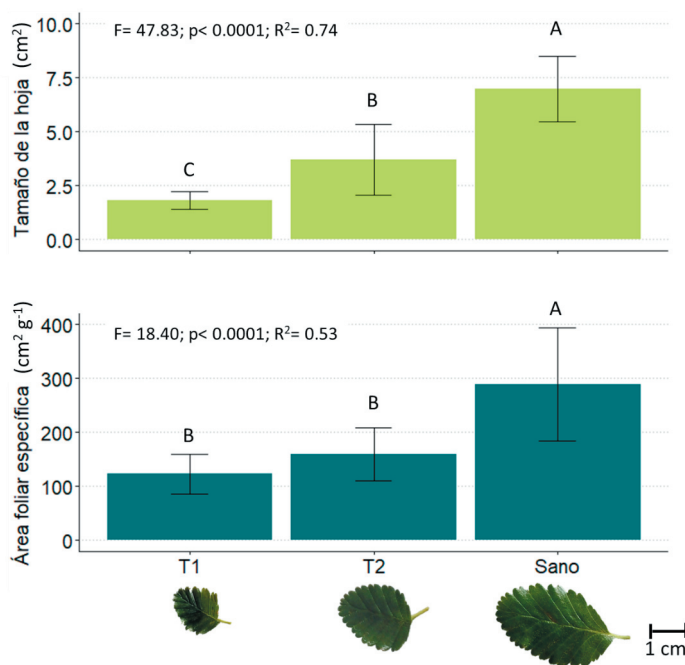 Tamaño de la hoja (cm²)
10.0
7.5
5.0
2.5
0.0
F= 47.83; p< 0.0001; R²= 0.74
C
B
A
Área foliar específica (cm² g⁻¹)
400
300
200
100
0
F= 18.40; p< 0.0001; R²= 0.53
B
B
A
T1
T2
Sano
1 cm